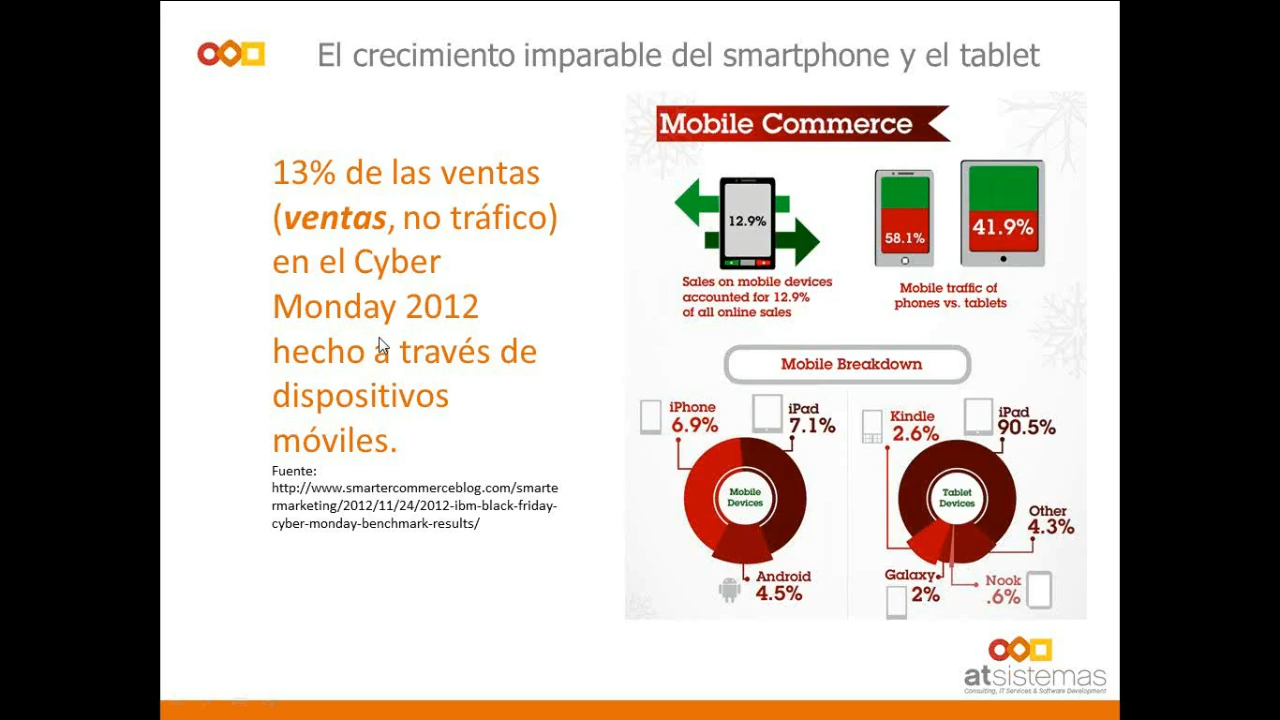 El crecimiento imparable del smartphone y el tablet
13% de las ventas
(ventas, no tráfico)
en el Cyber
Monday 2012
hecho a través de
dispositivos
móviles.
Fuente:
http://www.smartercommerceblog.com/smarte
rmarketing/2012/11/24/2012-ibm-black-friday-
cyber-monday-benchmark-results/
Mobile Commerce
12.9%
Sales on mobile devices
accounted for 12.9%
of all online sales
58.1%
41.9%
Mobile traffic of
phones vs. tablets
Mobile Breakdown
iPhone
6.9%
iPad
7.1%
Mobile
Devices
Android
4.5%
Kindle
2.6%
iPad
90.5%
Tablet
Devices
Other
4.3%
Galaxy
2%
Nook
.6%
atsistemas
Consulting, IT Services & Software Development